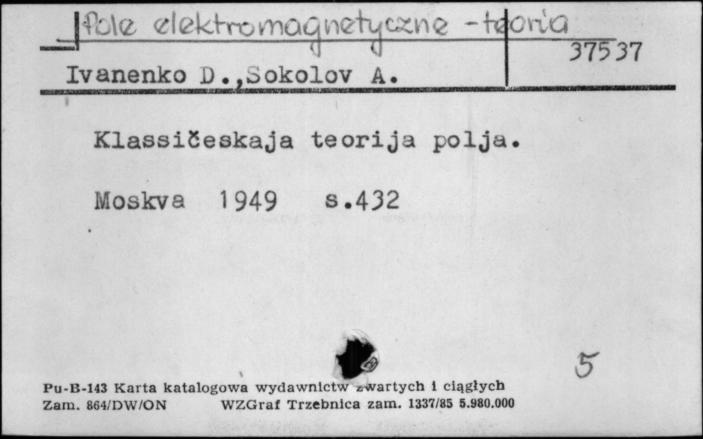 Pole elektromagnetyczne - teoria
37537
Ivanenko D.,Sokolov A.
Klassičeskaja teorija polja.
Moskva 1949 s.432
5
Pu-B-143 Karta katalogowa wydawnictw zwartych i ciągłych
Zam. 864/DW/ON WZGraf Trzebnica zam. 1337/85 5.980.000